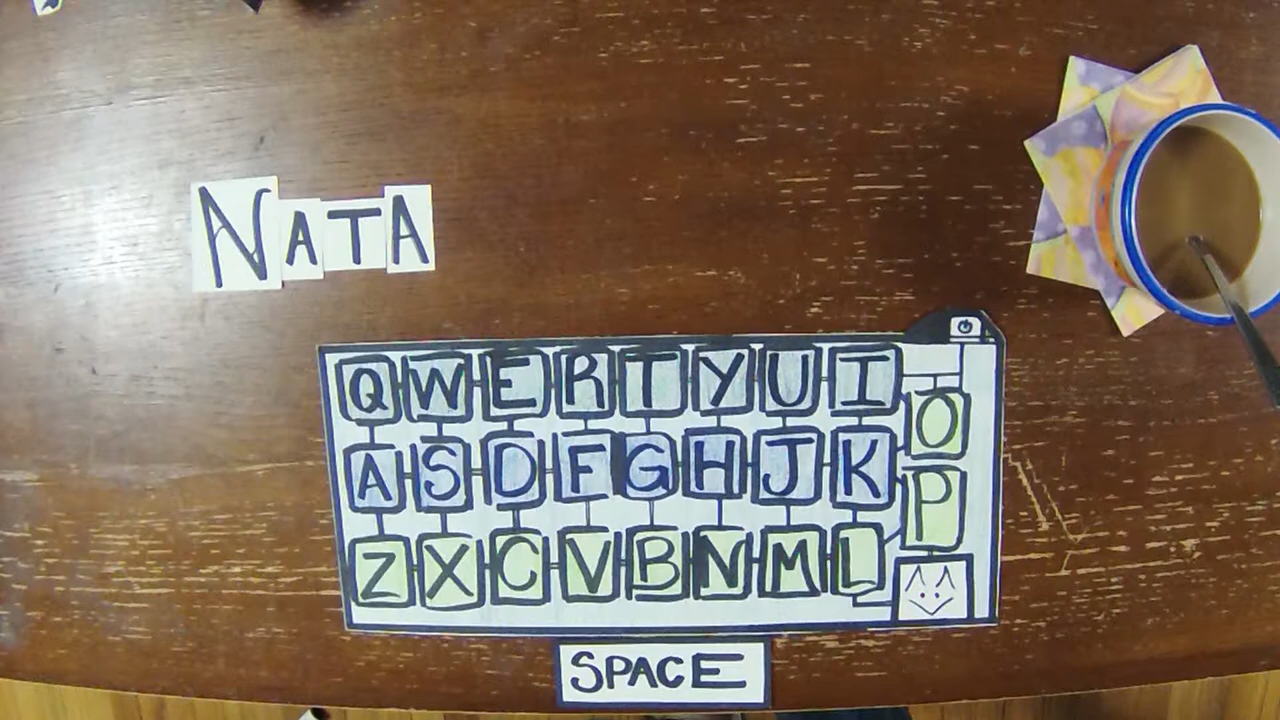 NATA
QWERTYUI
O
ASDFGHJK
P
ZXCVBNML
SPACE